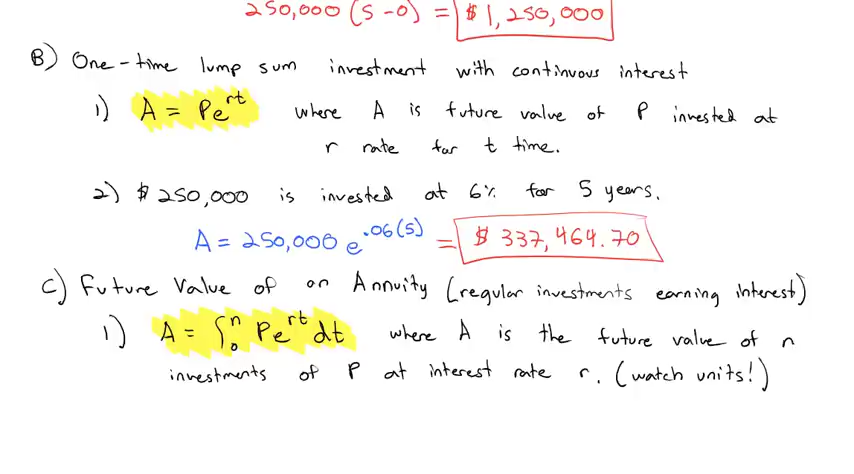 250,000 (5-0) = $1,250,000
B) One-time lump sum investment with continuous interest
1) A = Pe^rt where A is future value of P invested at
r rate for t time.
2) $250,000 is invested at 6% for 5 years.
A = 250,000 e^.06(5) = $337,464.70
C) Future Value of an Annuity (regular investments earning interest)
1) A = ∫₀ⁿ Pe^rt dt where A is the future value of n
investments of P at interest rate r. (watch units!)